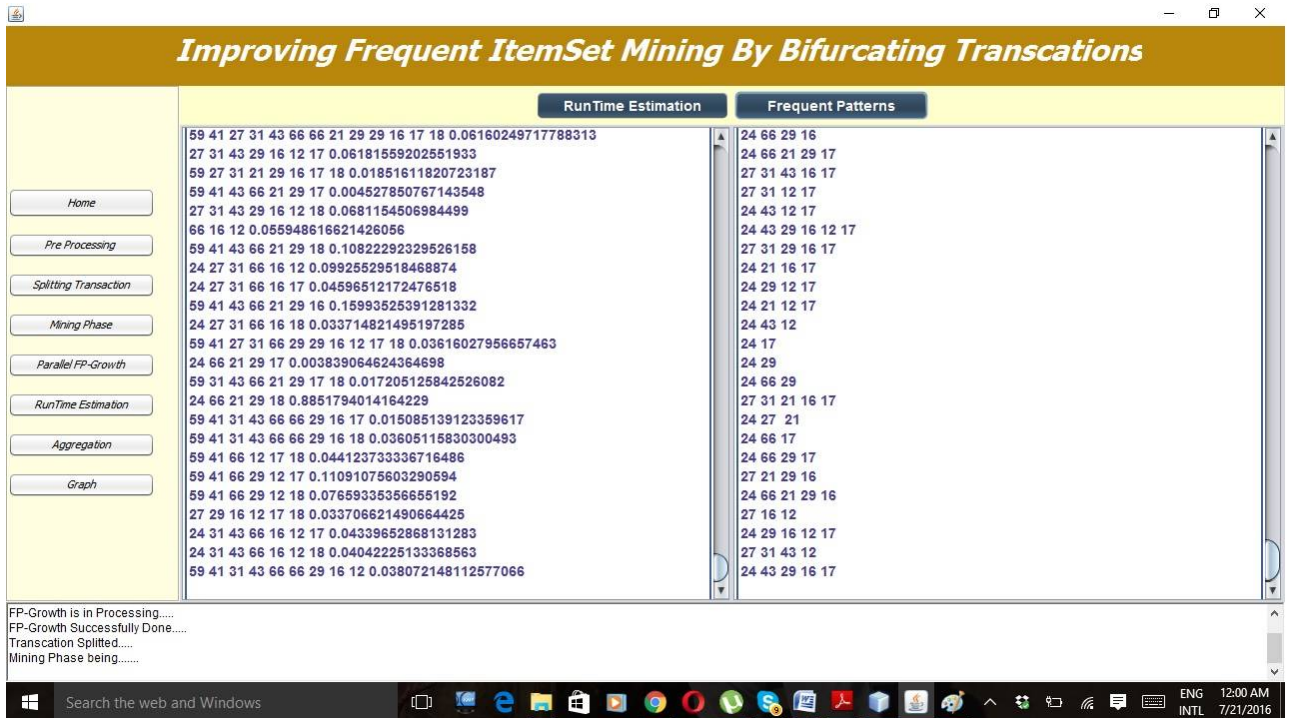 Improving Frequent ItemSet Mining By Bifurcating Transcations
RunTime Estimation
Frequent Patterns
Home
Pre Processing
Splitting Transaction
Mining Phase
Parallel FP-Growth
RunTime Estimation
Aggregation
Graph
59 41 27 31 43 66 66 21 29 29 16 17 18 0.06160249717788313
27 31 43 29 16 12 17 0.06181559202551933
59 27 31 21 29 16 17 18 0.01851611820723187
59 41 43 66 21 29 17 0.004527850767143548
27 31 43 29 16 12 18 0.0681154506984499
66 16 12 0.055948616621426056
59 41 43 66 21 29 18 0.10822292329526158
24 27 31 66 16 12 0.09925529518468874
24 27 31 66 16 17 0.04596512172476518
59 41 43 66 21 29 16 0.15993525391281332
24 27 31 66 16 18 0.033714821495197285
59 41 27 31 66 29 29 16 12 17 18 0.03616027956657463
24 66 21 29 17 0.003839064624364698
59 31 43 66 21 29 17 18 0.017205125842526082
24 66 21 29 18 0.8851794014164229
59 41 31 43 66 66 29 16 17 0.015085139123359617
59 41 31 43 66 66 29 16 18 0.03605115830300493
59 41 66 12 17 18 0.044123733336716486
59 41 66 29 12 17 0.11091075603290594
59 41 66 29 12 18 0.07659335356655192
27 29 16 12 17 18 0.033706621490664425
24 31 43 66 16 12 17 0.04339652868131283
24 31 43 66 16 12 18 0.04042225133368563
59 41 31 43 66 66 29 16 12 0.038072148112577066
24 66 29 16
24 66 21 29 17
27 31 43 16 17
27 31 12 17
24 43 12 17
24 43 29 16 12 17
27 31 29 16 17
24 21 16 17
24 29 12 17
24 21 12 17
24 43 12
24 17
24 29
24 66 29
27 31 21 16 17
24 27 21
24 66 17
24 66 29 17
27 21 29 16
24 66 21 29 16
27 16 12
24 29 16 12 17
27 31 43 12
24 43 29 16 17
FP-Growth is in Processing.....
FP-Growth Successfully Done.....
Transcation Splitted.....
Mining Phase being.......
Search the web and Windows
ENG
INTL
12:00 AM
7/21/2016